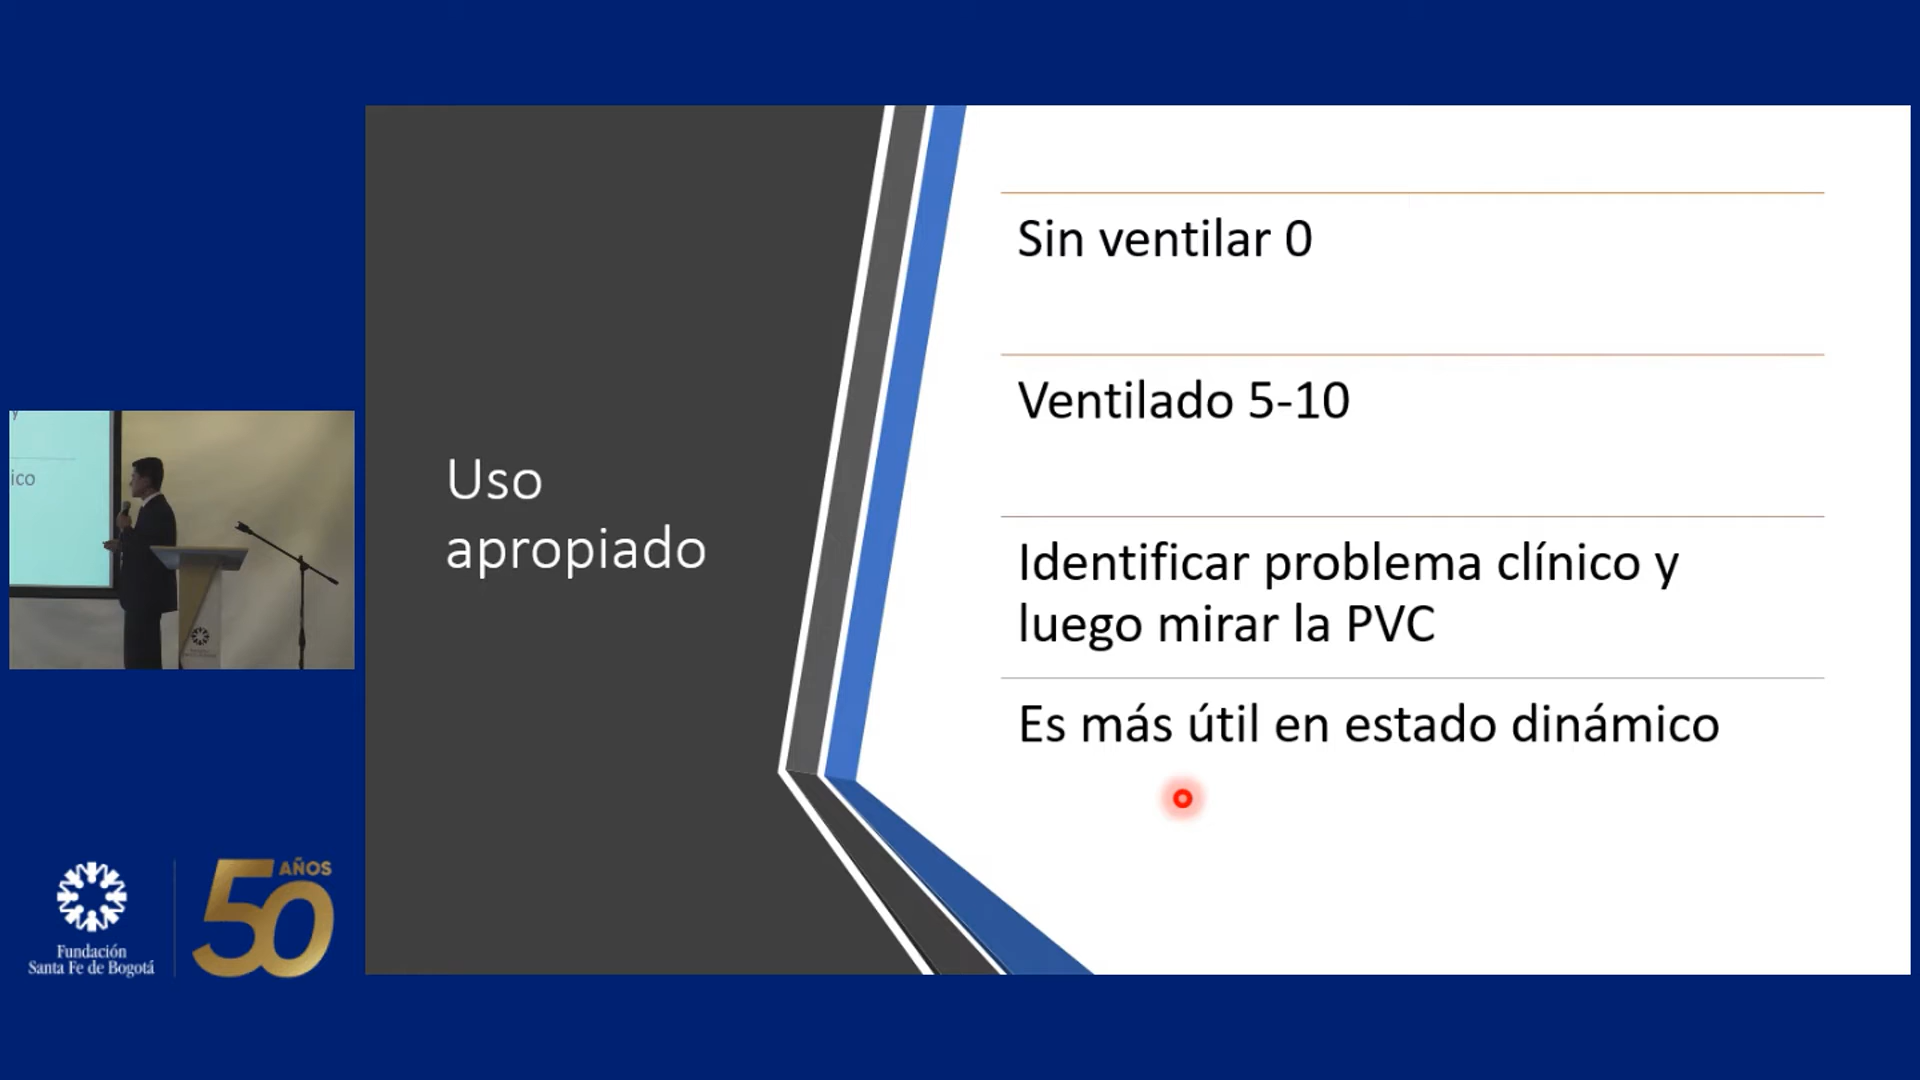 Sin ventilar 0
Ventilado 5-10
Uso
apropiado
Identificar problema clínico y
luego mirar la PVC
Es más útil en estado dinámico
ico
Fundación
Santa Fe de Bogotá
50
AÑOS